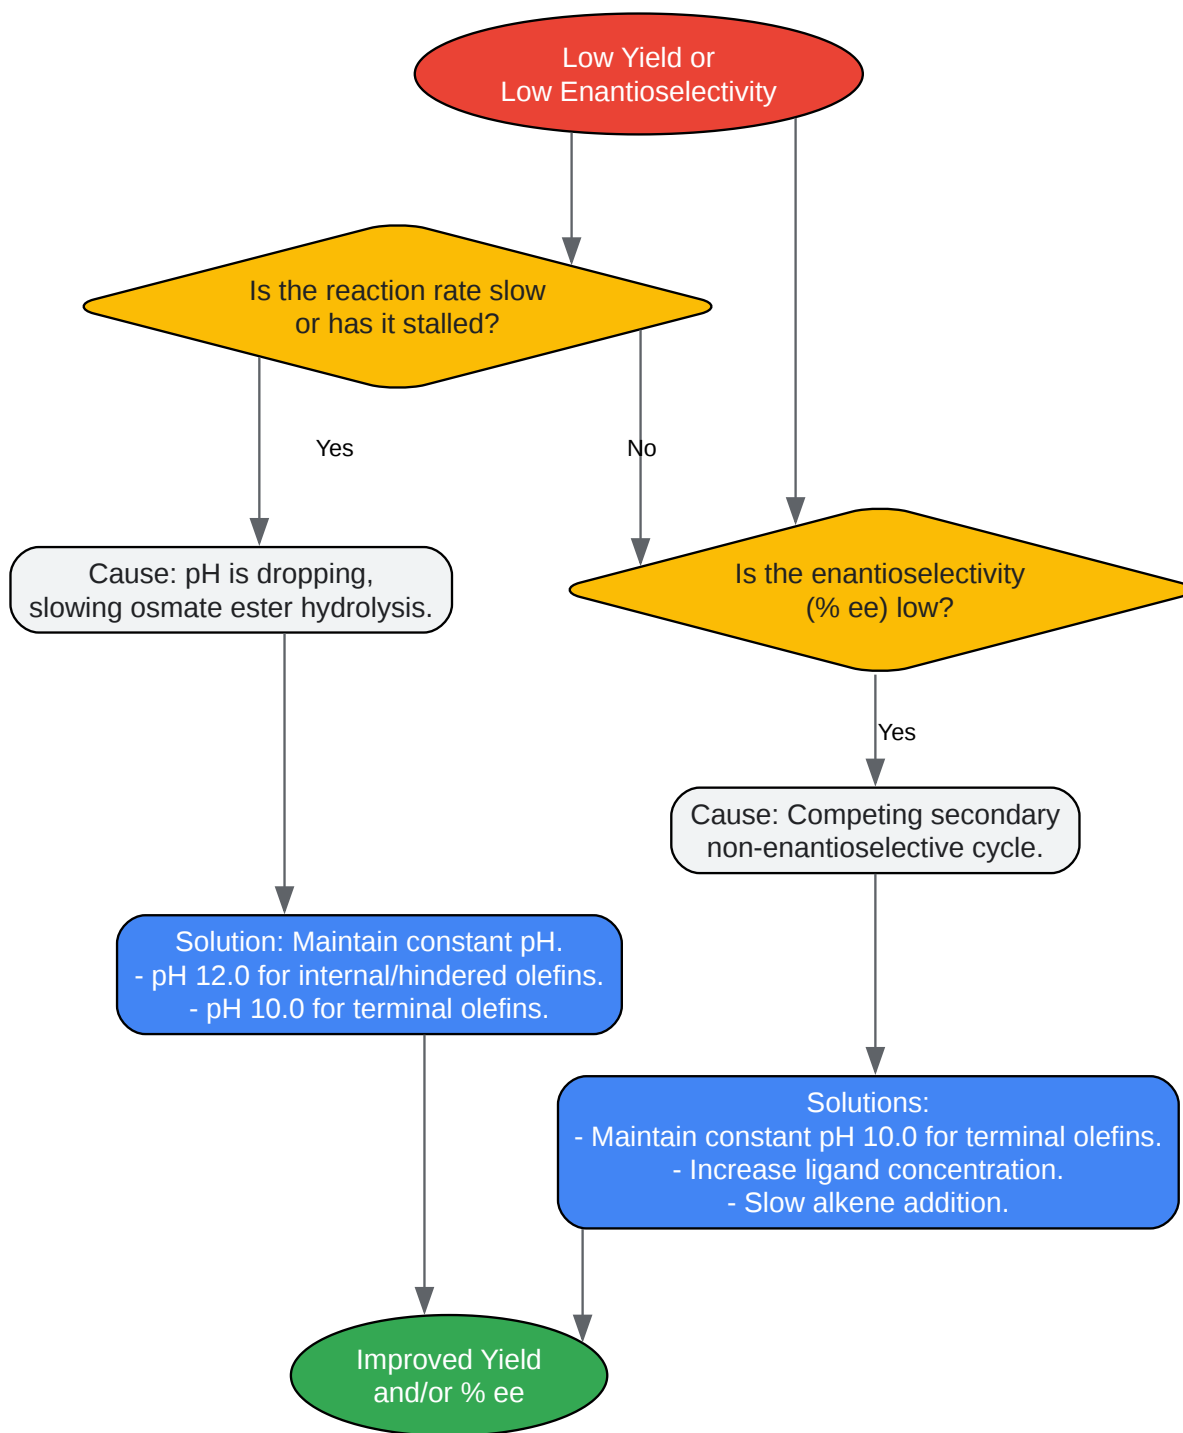 Low Yield or
Low Enantioselectivity
Is the reaction rate slow
or has it stalled?
Yes
No
Cause: pH is dropping,
slowing osmate ester hydrolysis.
Is the enantioselectivity
(% ee) low?
Yes
Cause: Competing secondary
non-enantioselective cycle.
Solution: Maintain constant pH.
- pH 12.0 for internal/hindered olefins.
- pH 10.0 for terminal olefins.
Solutions:
- Maintain constant pH 10.0 for terminal olefins.
- Increase ligand concentration.
- Slow alkene addition.
Improved Yield
and/or % ee